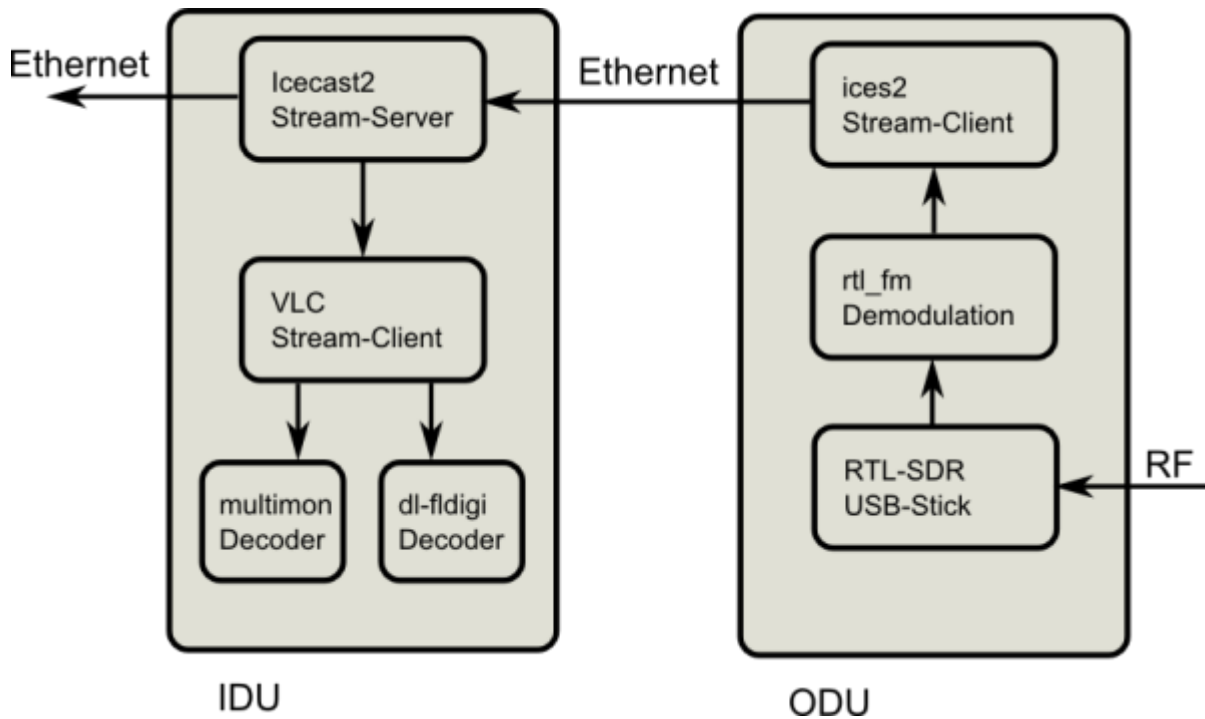 Ethernet
Icecast2
Stream-Server
Ethernet
ices2
Stream-Client
VLC
Stream-Client
rtl_fm
Demodulation
multimon
Decoder
dl-fldigi
Decoder
RTL-SDR
USB-Stick
RF
IDU
ODU